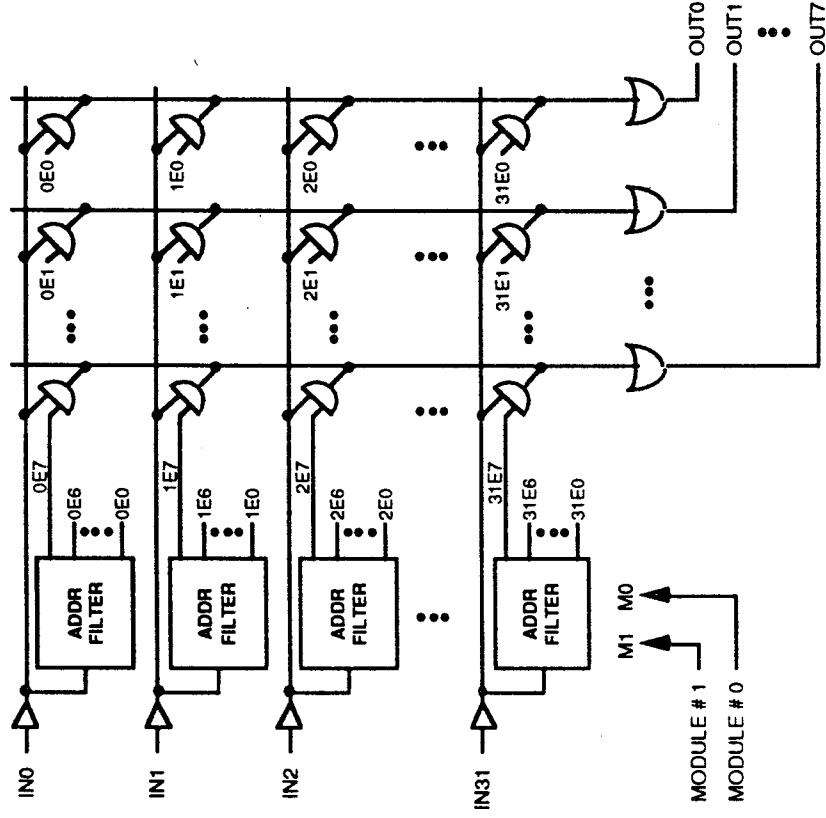 IN0
ADDR
FILTER
0E7
0E6
0E0
0E1
0E0
IN1
ADDR
FILTER
1E7
1E6
1E0
1E1
1E0
IN2
ADDR
FILTER
2E7
2E6
2E0
2E1
2E0
IN31
ADDR
FILTER
31E7
31E6
31E0
31E1
31E0
M1
M0
MODULE # 1
MODULE # 0
OUT0
OUT1
OUT7